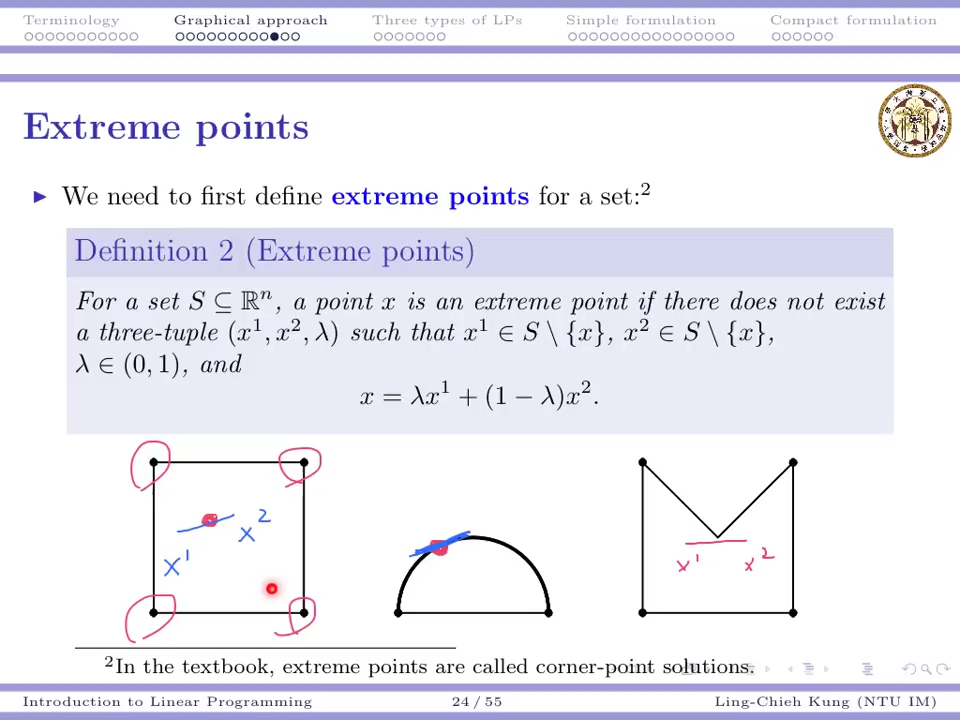 Terminology Graphical approach Three types of LPs Simple formulation Compact formulation
Extreme points
We need to first define extreme points for a set:²
Definition 2 (Extreme points)
For a set S ⊆ ℝⁿ, a point x is an extreme point if there does not exist
a three-tuple (x¹, x², λ) such that x¹ ∈ S \ {x}, x² ∈ S \ {x},
λ ∈ (0, 1), and
x = λx¹ + (1 − λ)x².
x¹ x²
x¹ x²
²In the textbook, extreme points are called corner-point solutions.
Introduction to Linear Programming 24 / 55 Ling-Chieh Kung (NTU IM)